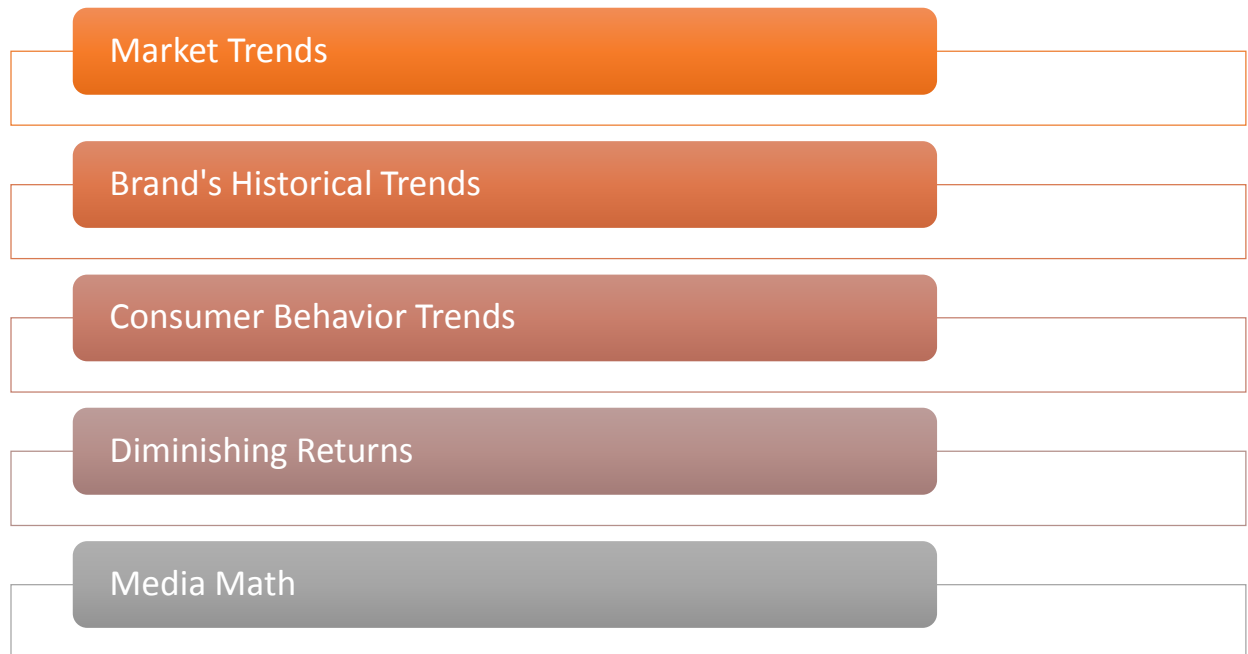 Market Trends
Brand's Historical Trends
Consumer Behavior Trends
Diminishing Returns
Media Math